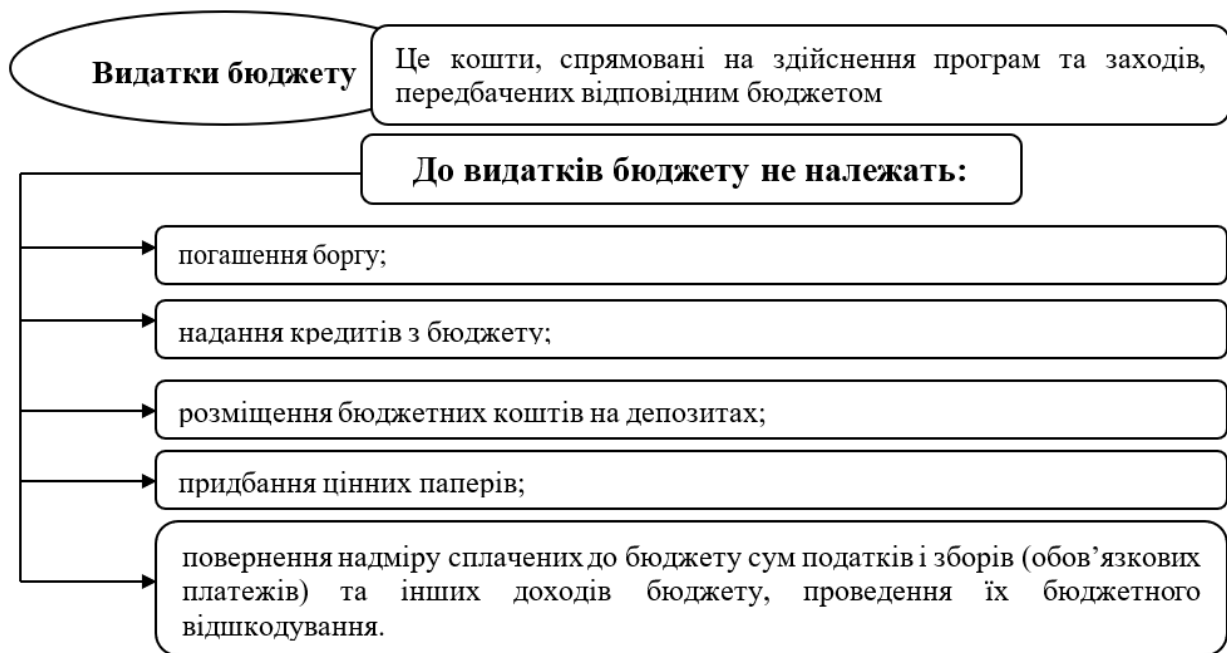 Видатки бюджету
Це кошти, спрямовані на здійснення програм та заходів,
передбачених відповідним бюджетом
До видатків бюджету не належать:
погашення боргу;
надання кредитів з бюджету;
розміщення бюджетних коштів на депозитах;
придбання цінних паперів;
повернення надміру сплачених до бюджету сум податків і зборів (обов’язкових
платежів) та інших доходів бюджету, проведення їх бюджетного
відшкодування.